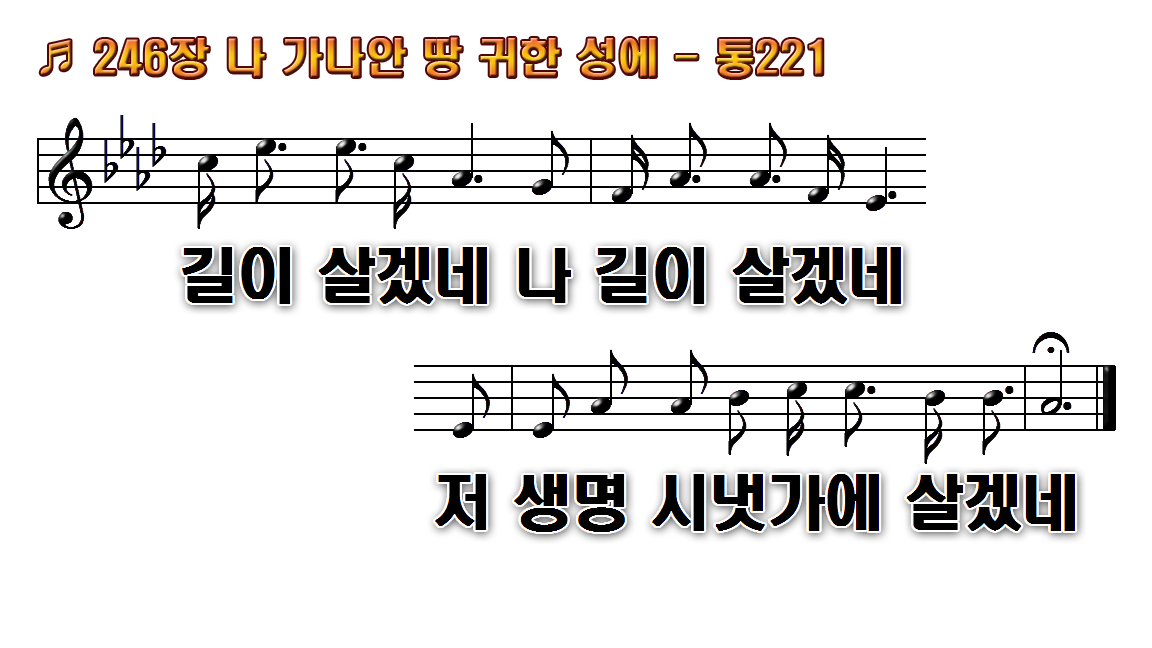 ♬ 246장 나 가나안 땅 귀한 성에 - 통221
길이 살겠네 나 길이 살겠네
저 생명 시냇가에 살겠네